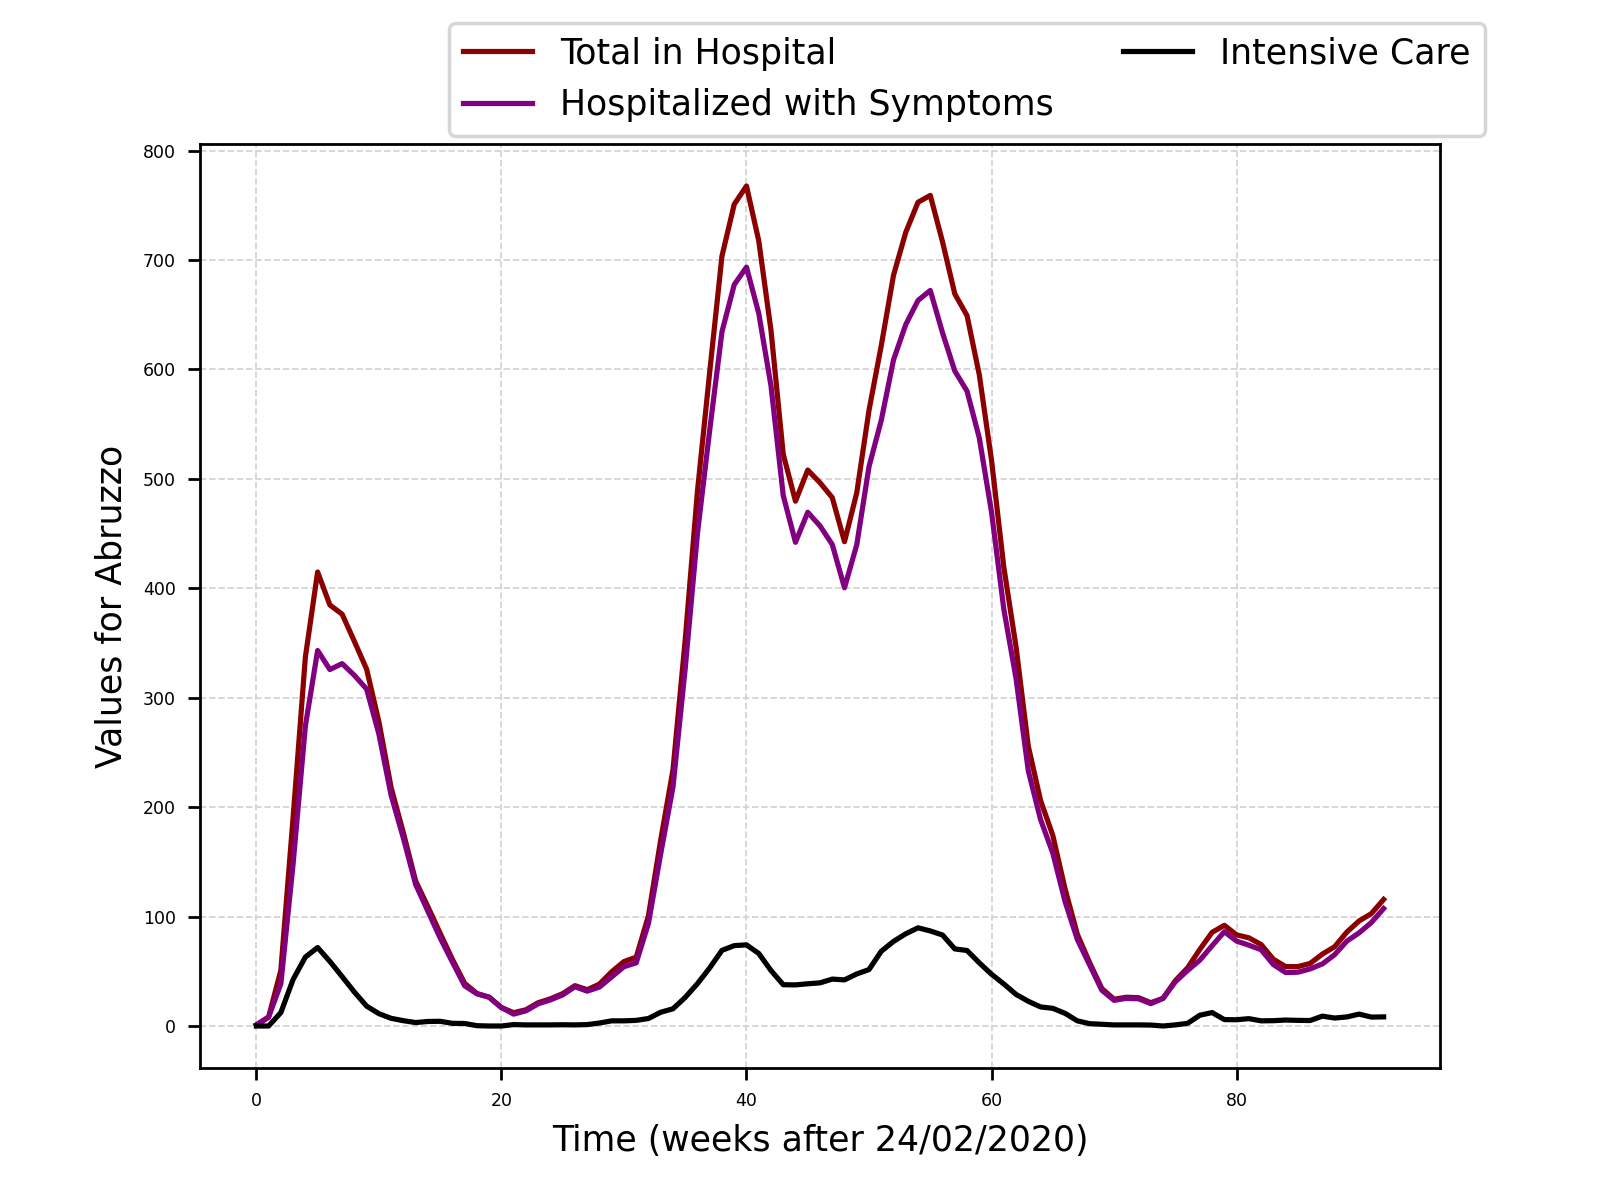 Total in Hospital
Hospitalized with Symptoms
Intensive Care
800
700
600
500
400
300
200
100
0
Values for Abruzzo
0 20 40 60 80
Time (weeks after 24/02/2020)